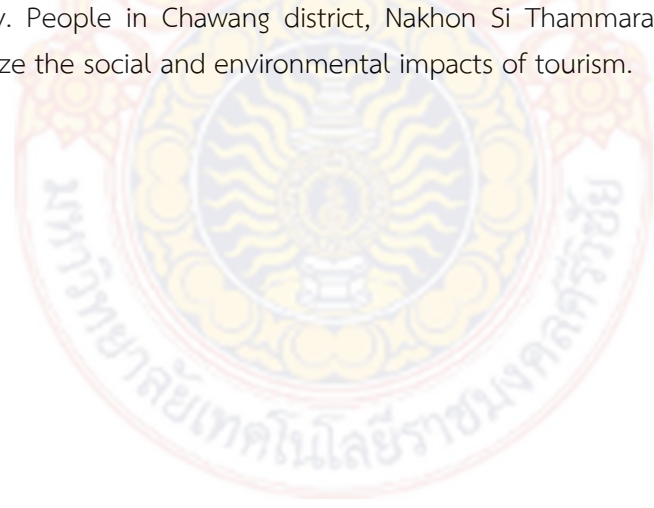 y. People in Chawang district, Nakhon Si Thammara
ze the social and environmental impacts of tourism.
มหาวิทยาลัยเทคโนโลยีราชมงคลศรีวิชัย